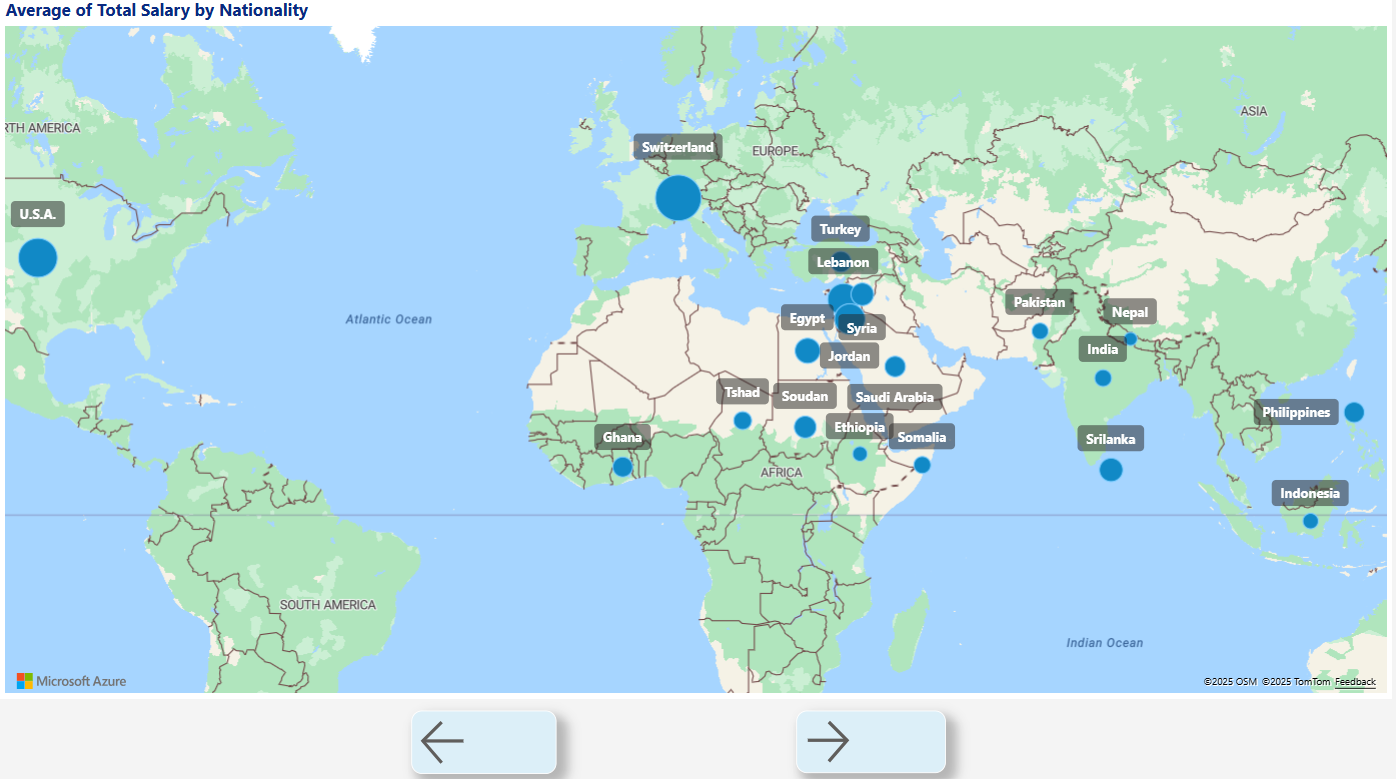 Average of Total Salary by Nationality
RTH AMERICA
ASIA
Switzerland
EUROPE
U.S.A.
Turkey
Lebanon
Pakistan
Nepal
Atlantic Ocean
Egypt
Syria
India
Jordan
Tshad
Soudan
Saudi Arabia
Philippines
Ghana
Ethiopia
Somalia
Srilanka
AFRICA
Indonesia
SOUTH AMERICA
Indian Ocean
Microsoft Azure
©2025 OSM ©2025 TomTom Feedback